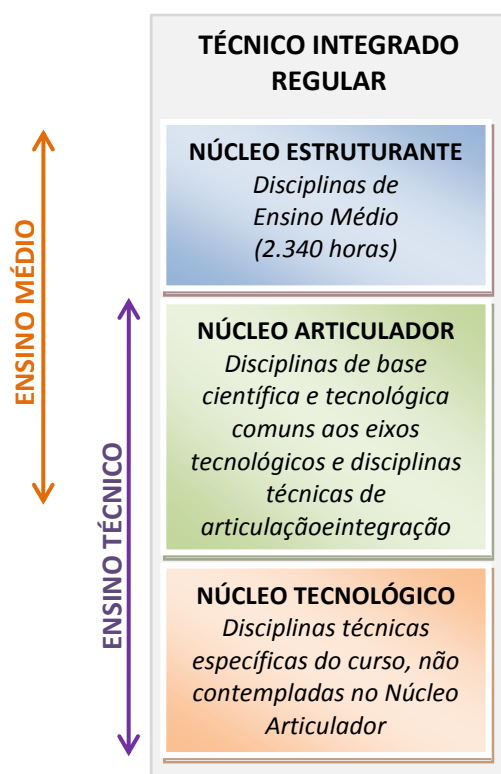 TÉCNICO INTEGRADO
REGULAR
NÚCLEO ESTRUTURANTE
Disciplinas de
Ensino Médio
(2.340 horas)
NÚCLEO ARTICULADOR
Disciplinas de base
científica e tecnológica
comuns aos eixos
tecnológicos e disciplinas
técnicas de
articulaçãoeintegração
NÚCLEO TECNOLÓGICO
Disciplinas técnicas
específicas do curso, não
contempladas no Núcleo
Articulador
ENSINO MÉDIO
ENSINO TÉCNICO